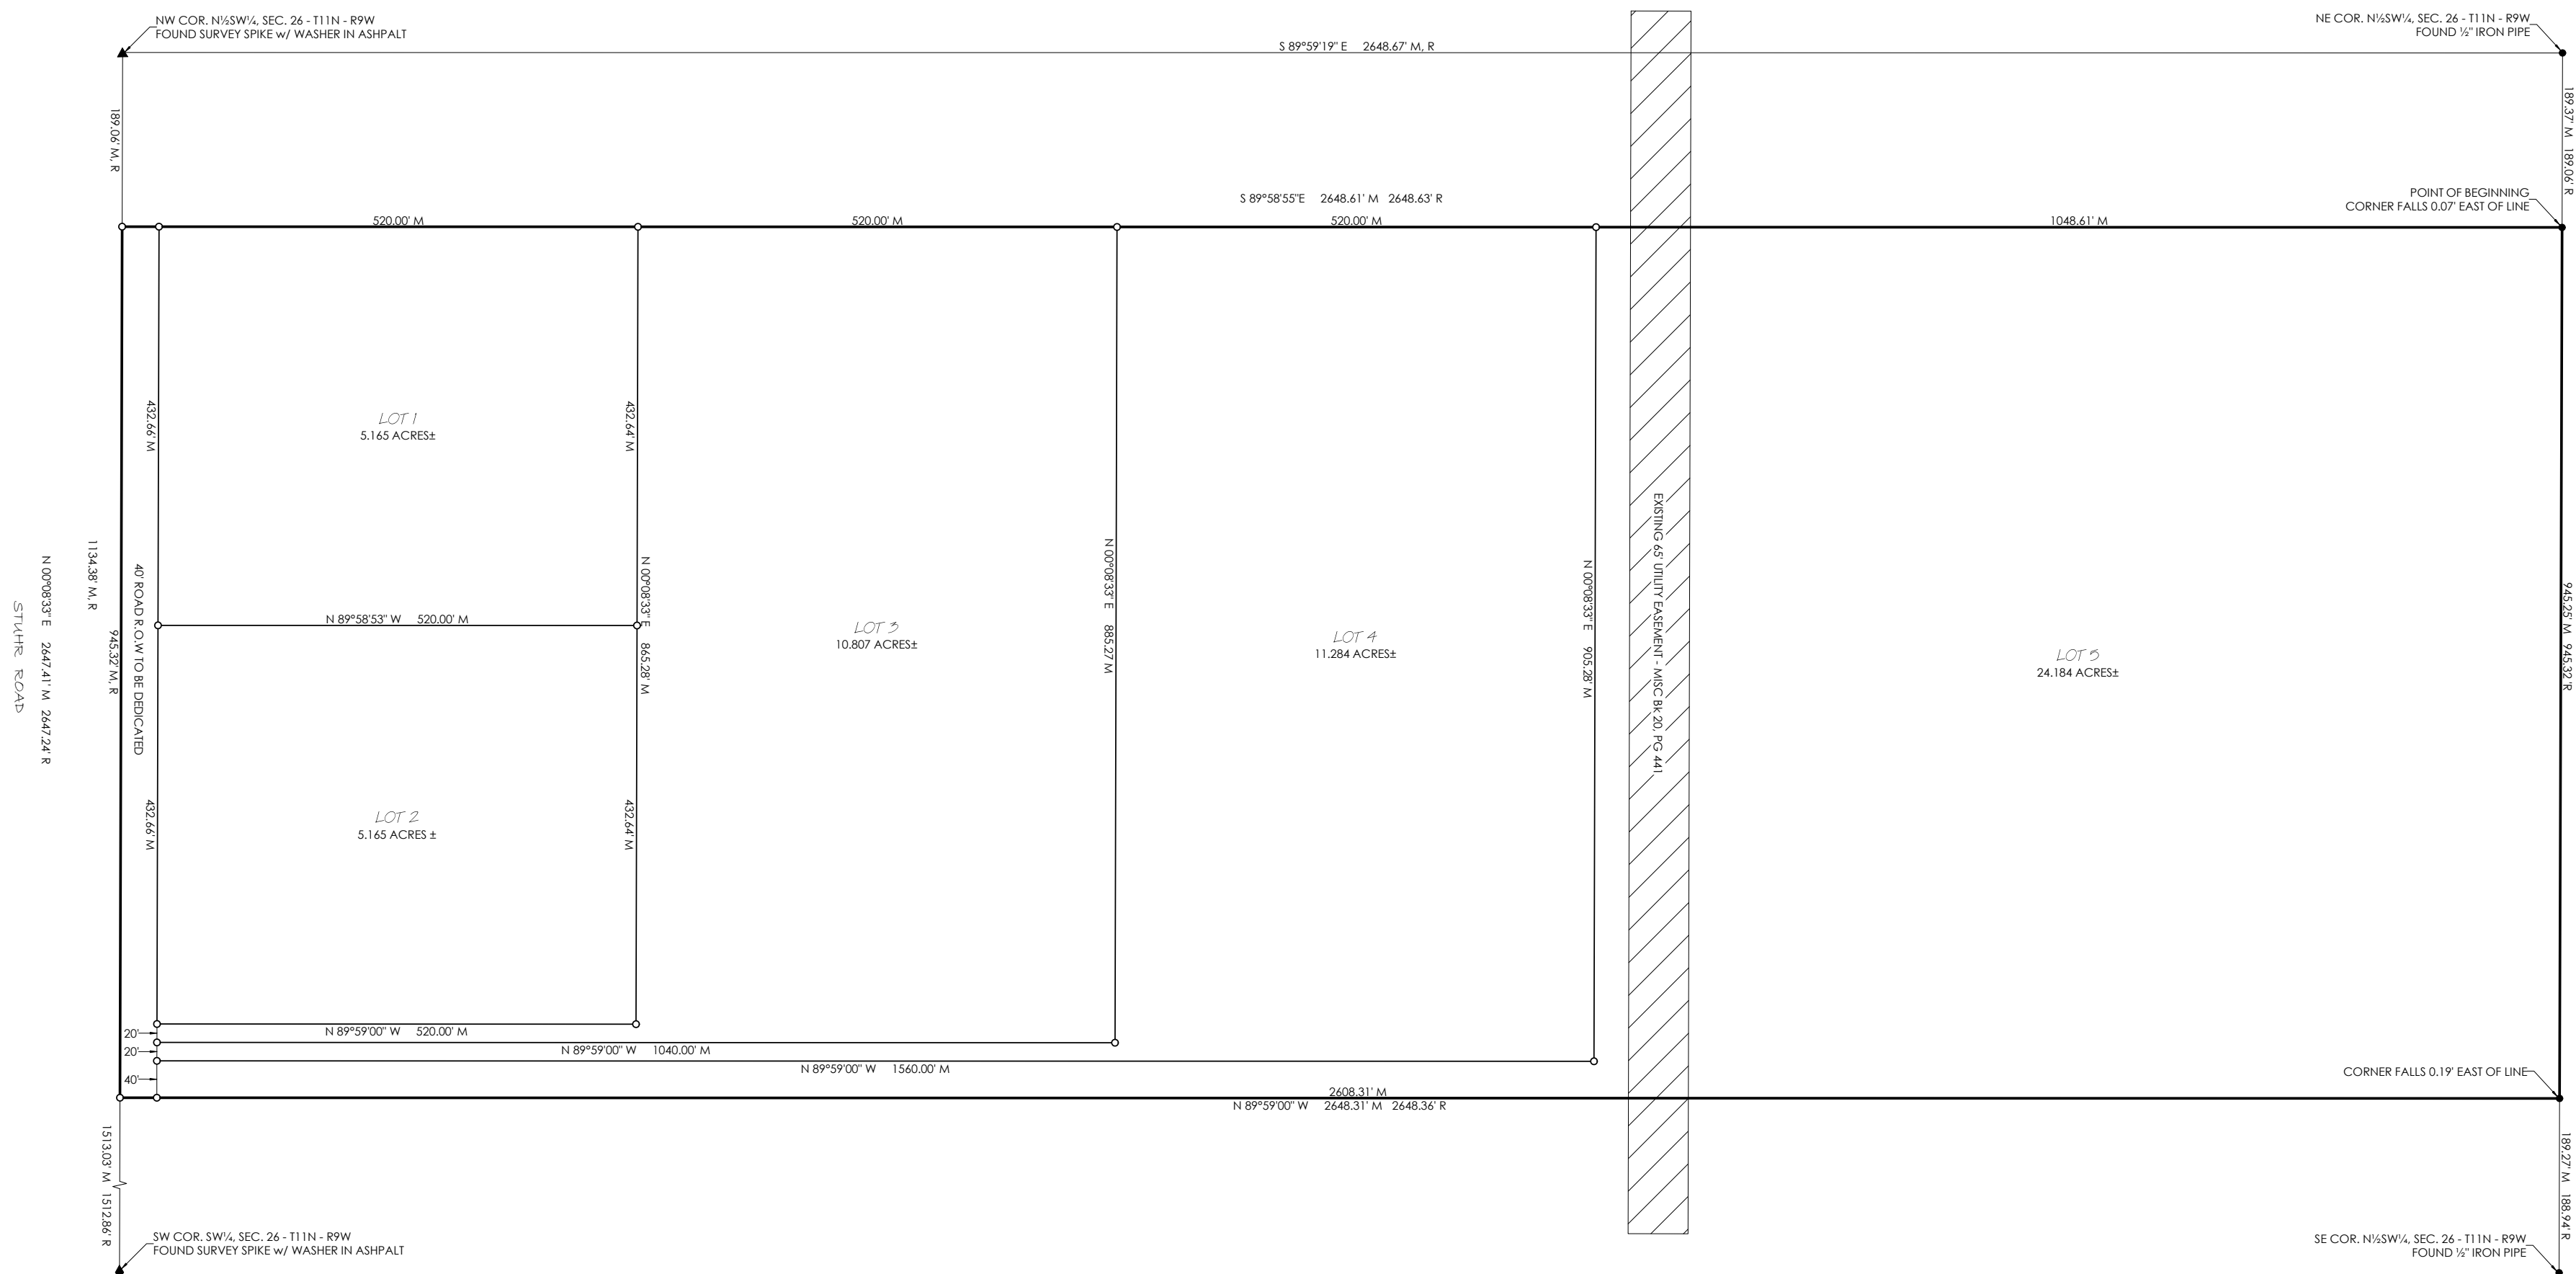 NW COR. N½SW¼, SEC. 26 - T11N - R9W
FOUND SURVEY SPIKE w/ WASHER IN ASHPALT
NE COR. N½SW¼, SEC. 26 - T11N - R9W
FOUND ½" IRON PIPE
S 89°59'19" E 2648.67' M, R
189.06' M, R
189.37' M 189.06' R
S 89°58'55"E 2648.61' M 2648.63' R
POINT OF BEGINNING
CORNER FALLS 0.07' EAST OF LINE
520.00' M
520.00' M
520.00' M
1048.61' M
432.66' M
LOT 1
5.165 ACRES±
432.64' M
STUHR ROAD
N 00°08'33" E 2647.41' M 2647.24' R
1134.38' M, R
945.32' M, R
40' ROAD R.O.W TO BE DEDICATED
N 89°58'53" W 520.00' M
N 00°08'33" E 865.28' M
LOT 3
10.807 ACRES±
N 00°08'33" E 885.27 M
LOT 4
11.284 ACRES±
N 00°08'33" E 905.28' M
EXISTING 65' UTILITY EASEMENT - MISC Bk 20, PG 441
LOT 5
24.184 ACRES±
945.25' M 945.32 'R
432.66' M
LOT 2
5.165 ACRES ±
432.64' M
20'
N 89°59'00" W 520.00' M
20'
N 89°59'00" W 1040.00' M
N 89°59'00" W 1560.00' M
40'
CORNER FALLS 0.19' EAST OF LINE
2608.31' M
N 89°59'00" W 2648.31' M 2648.36' R
1513.03' M 1512.86' R
189.27' M 188.94' R
SW COR. SW¼, SEC. 26 - T11N - R9W
FOUND SURVEY SPIKE w/ WASHER IN ASHPALT
SE COR. N½SW¼, SEC. 26 - T11N - R9W
FOUND ½" IRON PIPE